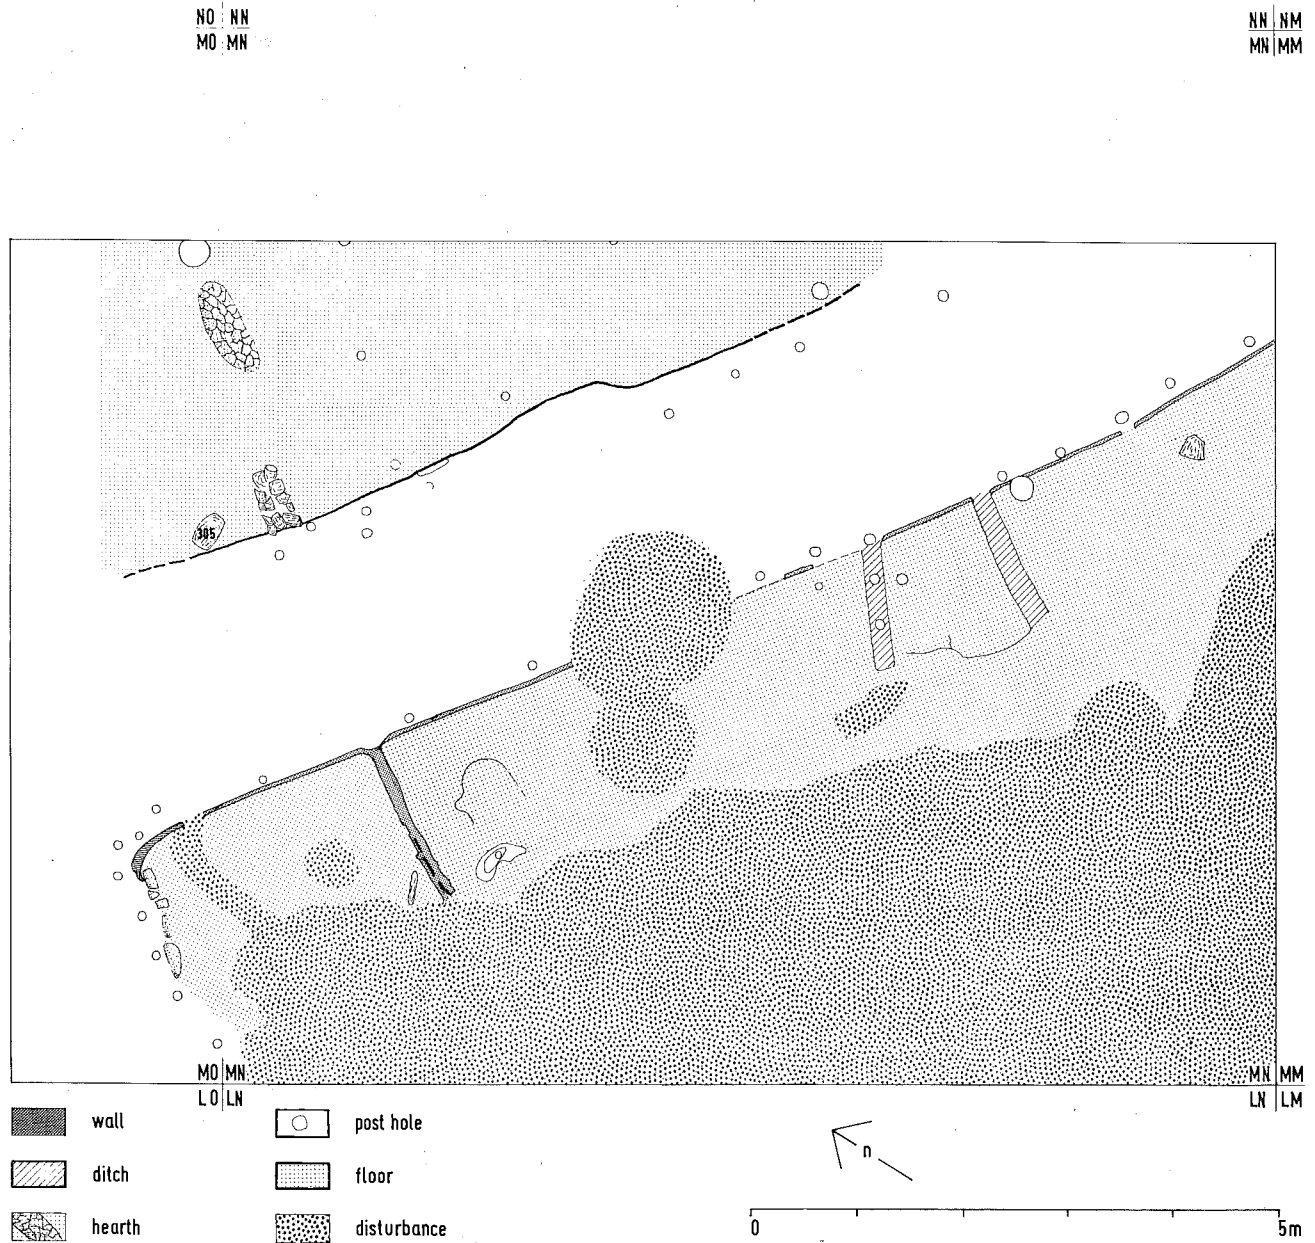 NO NN
MO MN
NN NM
MN MM
305
MO MN
LO LN
MN MM
LN LM
wall
post hole
ditch
floor
hearth
disturbance
n
0
5m